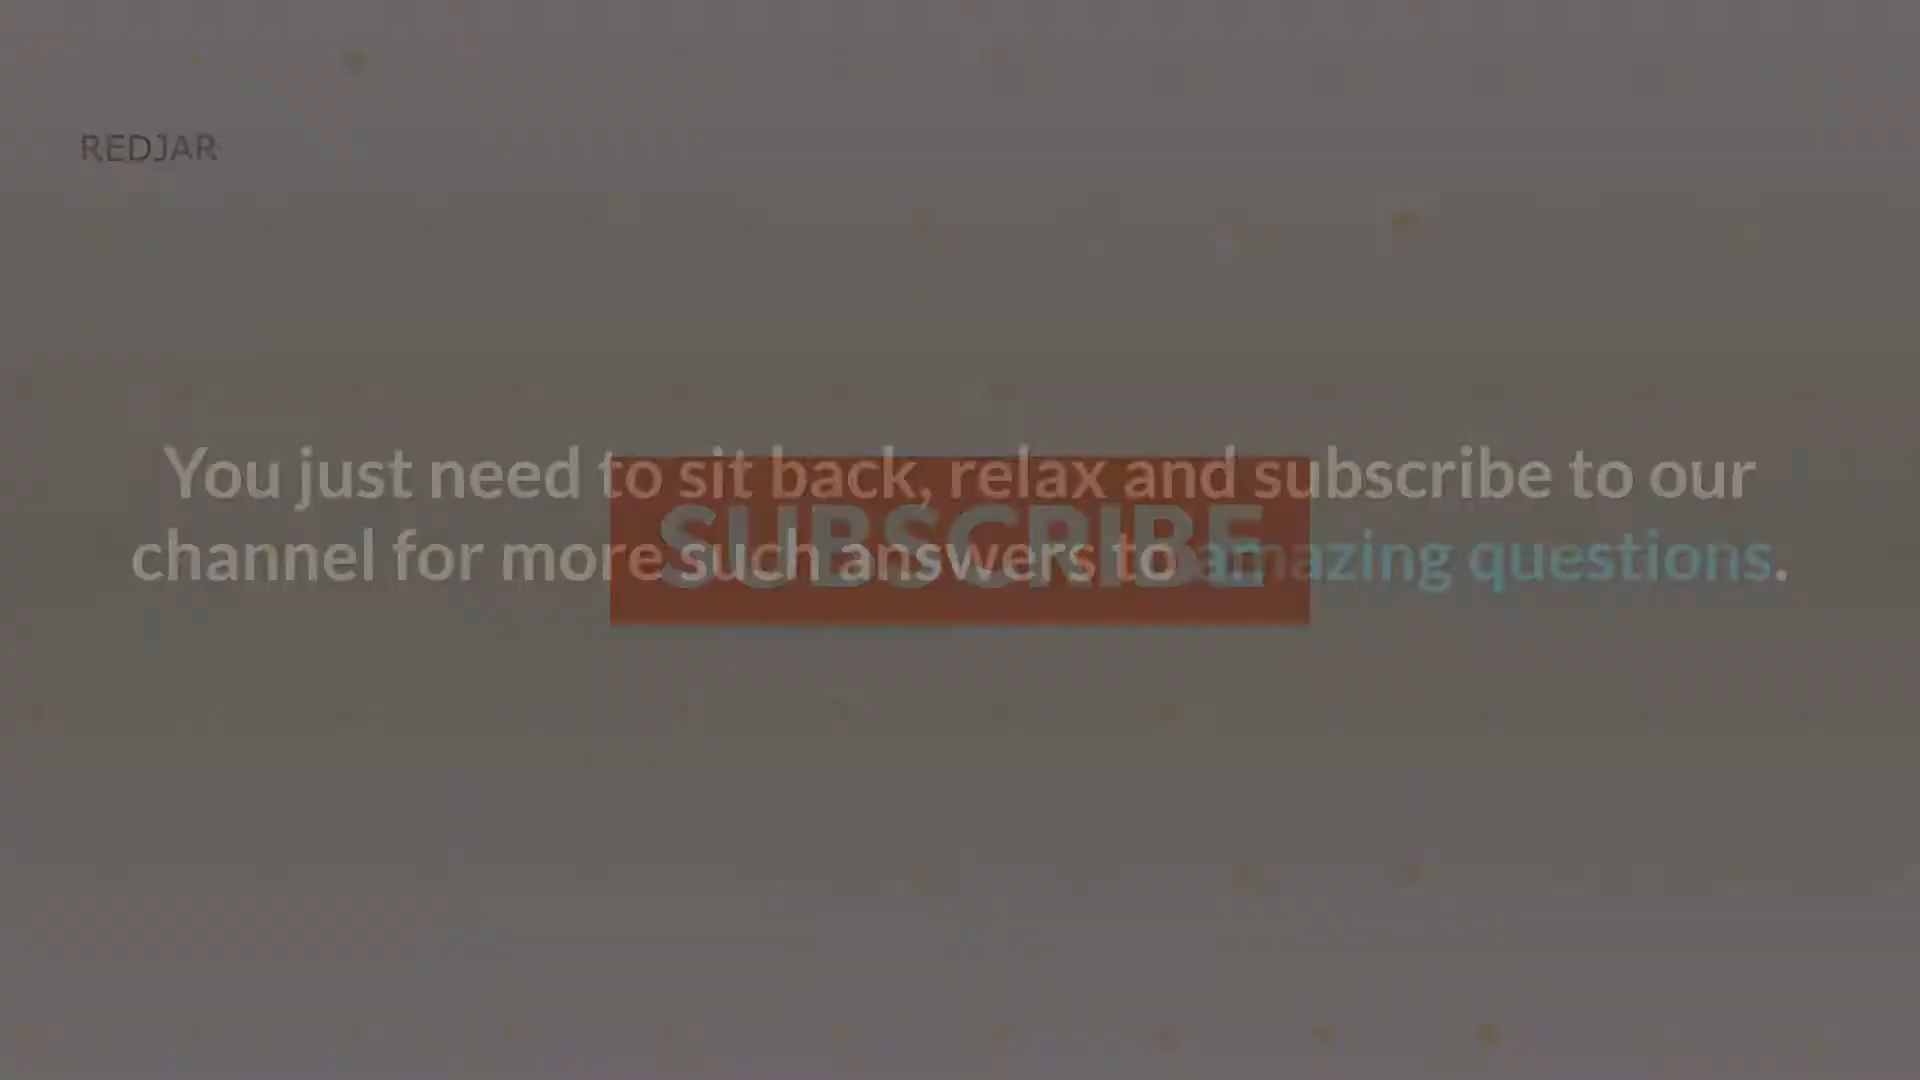 REDJAR
You just need to sit back, relax and subscribe to our
SUBSCRIBE
channel for more such answers to amazing questions.